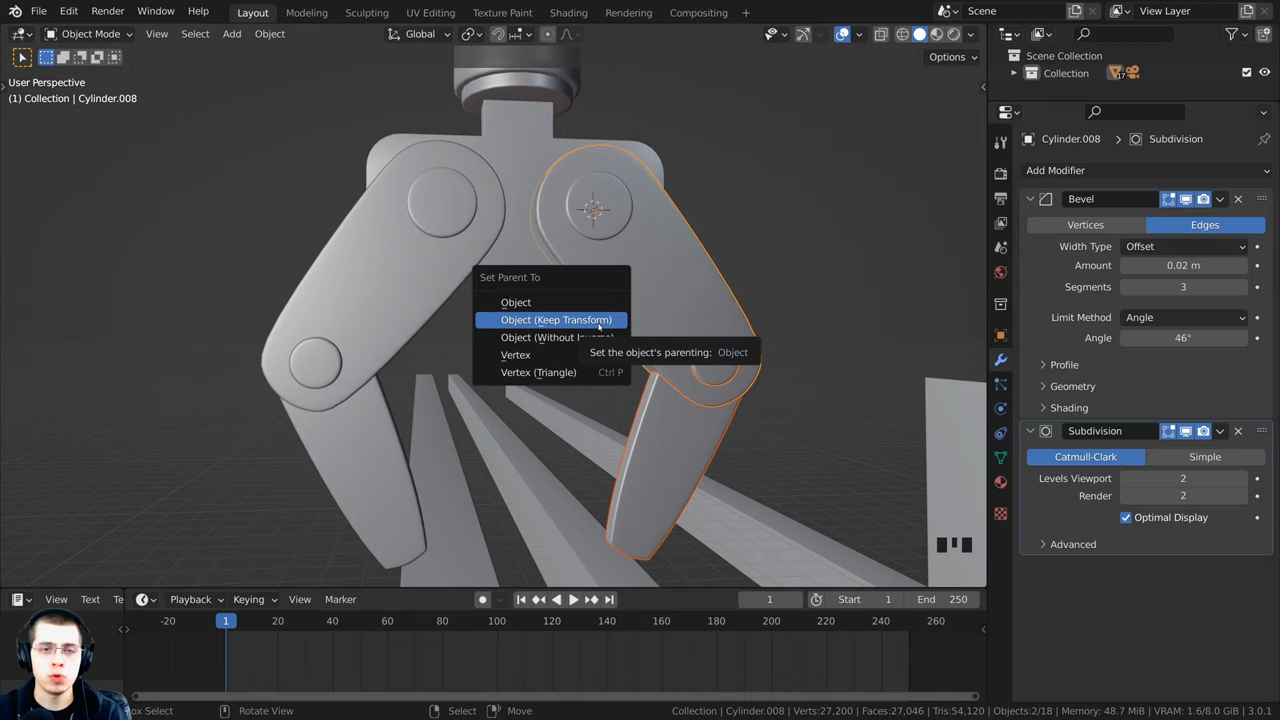 File Edit Render Window Help
Layout Modeling Sculpting UV Editing Texture Paint Shading Animation Rendering Compositing +
Scene
View Layer
Object Mode View Select Add Object
Global
Options
User Perspective
(1) Collection | Cylinder.008
Scene Collection
Collection 17
Cylinder.008 > Subdivision
Add Modifier
Bevel
Vertices Edges
Width Type Offset
Amount 0.02 m
Segments 3
Limit Method Angle
Angle 46°
Profile
Geometry
Shading
Subdivision
Catmull-Clark Simple
Levels Viewport 2
Render 2
Optimal Display
Advanced
Set Parent To
Object
Object (Keep Transform)
Object (Without
Vertex
Vertex (Triangle) Ctrl P
Set the object's parenting: Object
View Text Te
Playback Keying View Marker
1 Start 1 End 250
-20 1 20 40 60 80 100 120 140 160 180 200 220 240 260
ox Select Rotate View Select Move
Collection | Cylinder.008 | Verts:27,200 | Faces:27,046 | Tris:54,120 | Objects:2/18 | Memory: 48.7 MiB | VRAM: 1.6/8.0 GiB | 3.0.1